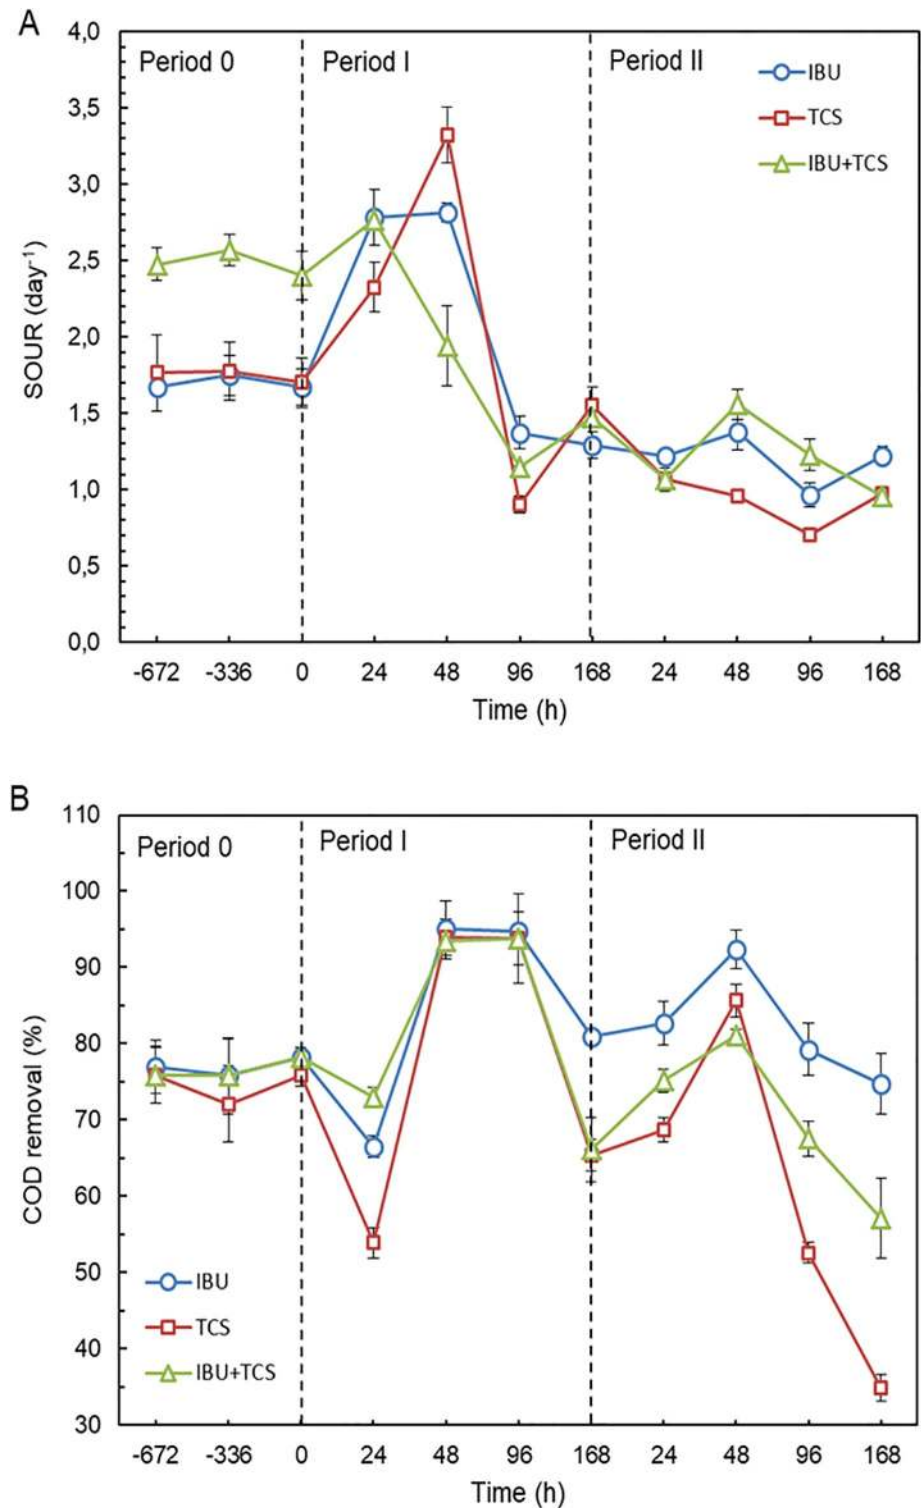 A
4,0
3,5
3,0
2,5
2,0
1,5
1,0
0,5
0,0
SOUR (day⁻¹)
Period 0
Period I
Period II
IBU
TCS
IBU+TCS
-672 -336 0 24 48 96 168 24 48 96 168
Time (h)
B
110
100
90
80
70
60
50
40
30
COD removal (%)
Period 0
Period I
Period II
IBU
TCS
IBU+TCS
-672 -336 0 24 48 96 168 24 48 96 168
Time (h)